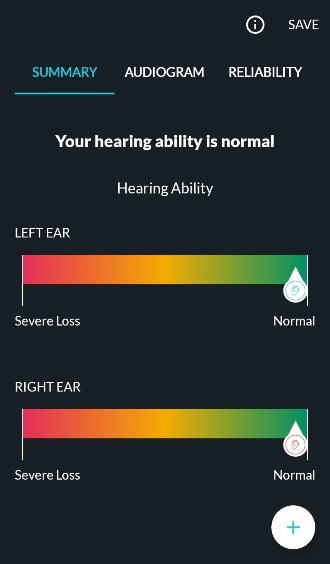 SAVE
SUMMARY AUDIOGRAM RELIABILITY
Your hearing ability is normal
Hearing Ability
LEFT EAR
Severe Loss Normal
RIGHT EAR
Severe Loss Normal